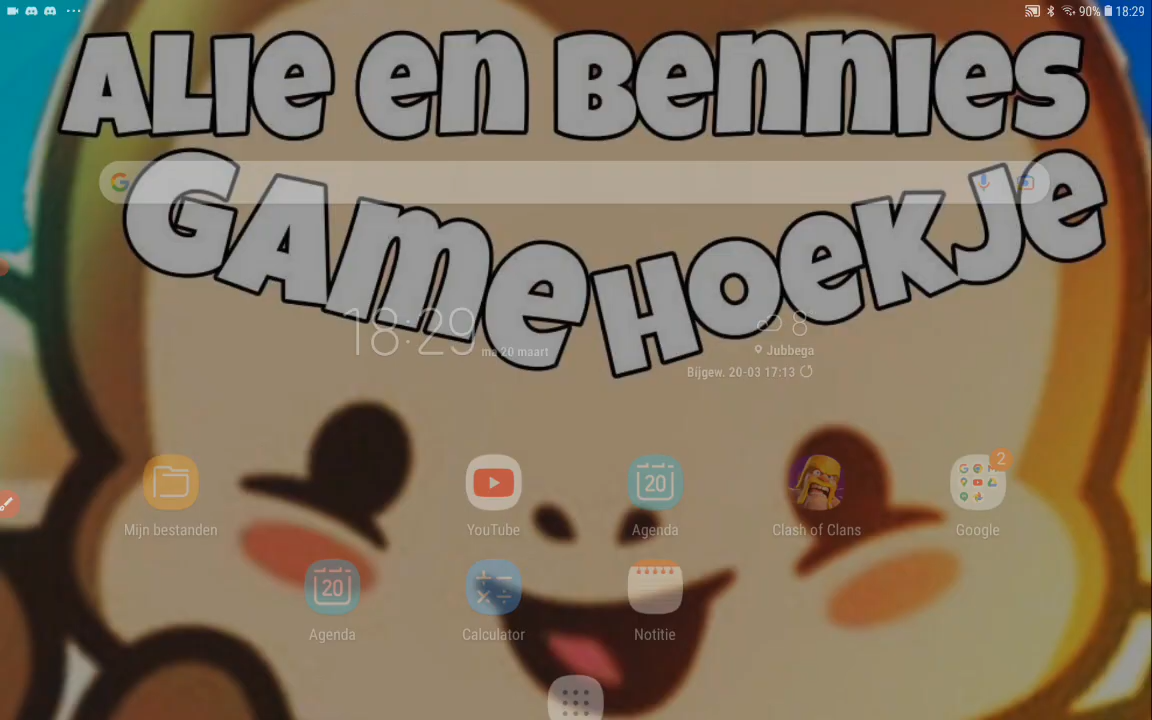 90% 18:29
ALIE EN BENNIES
GAMEHOEKJE
18:29 ma 20 maart
8
Jubbega
Bijgew. 20-03 17:13
20
2
Mijn bestanden
YouTube
Agenda
Clash of Clans
Google
20
Agenda
Calculator
Notitie